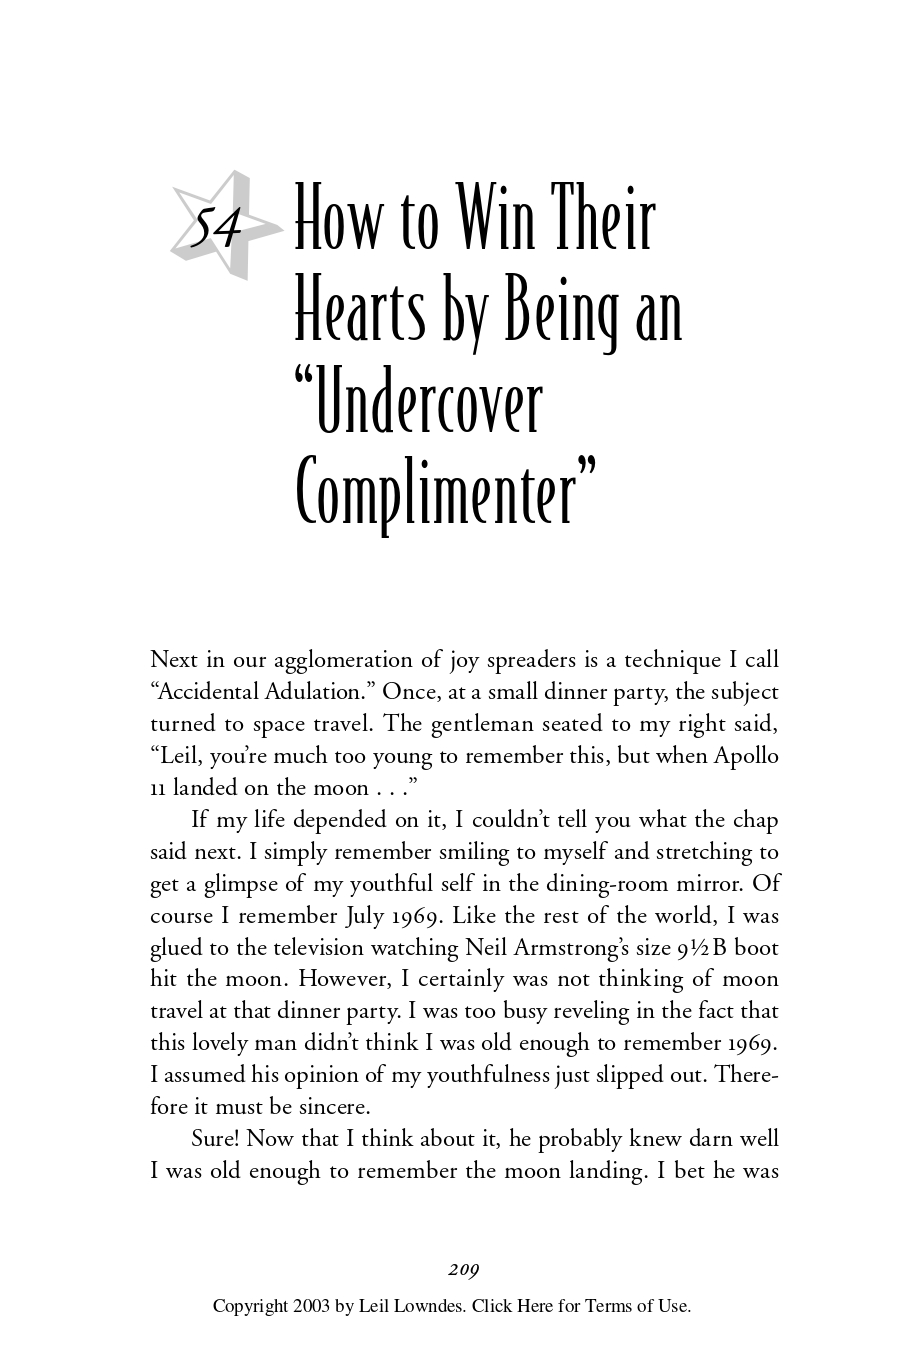 54
How to Win Their
Hearts by Being an
“Undercover
Complimenter”
Next in our agglomeration of joy spreaders is a technique I call
“Accidental Adulation.” Once, at a small dinner party, the subject
turned to space travel. The gentleman seated to my right said,
“Leil, you’re much too young to remember this, but when Apollo
11 landed on the moon . . .”
If my life depended on it, I couldn’t tell you what the chap
said next. I simply remember smiling to myself and stretching to
get a glimpse of my youthful self in the dining-room mirror. Of
course I remember July 1969. Like the rest of the world, I was
glued to the television watching Neil Armstrong’s size 9½ B boot
hit the moon. However, I certainly was not thinking of moon
travel at that dinner party. I was too busy reveling in the fact that
this lovely man didn’t think I was old enough to remember 1969.
I assumed his opinion of my youthfulness just slipped out. There-
fore it must be sincere.
Sure! Now that I think about it, he probably knew darn well
I was old enough to remember the moon landing. I bet he was
209
Copyright 2003 by Leil Lowndes. Click Here for Terms of Use.